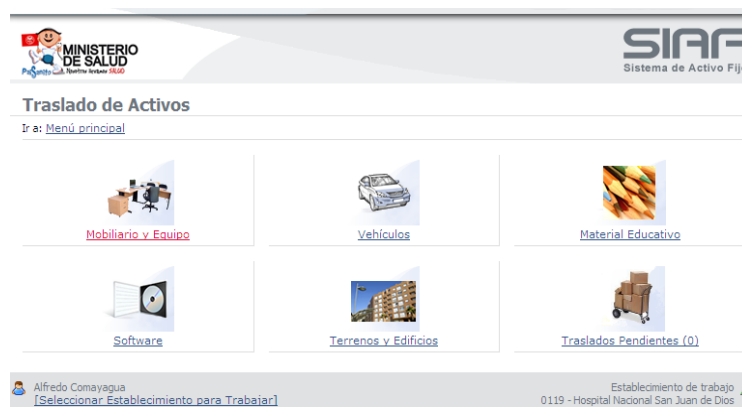 MINISTERIO
DE SALUD
SIAF
Sistema de Activo Fij
Traslado de Activos
Ir a: Menú principal
Mobiliario y Equipo
Vehículos
Material Educativo
Software
Terrenos y Edificios
Traslados Pendientes (0)
Alfredo Comayagua
[Seleccionar Establecimiento para Trabajar]
Establecimiento de trabajo
0119 - Hospital Nacional San Juan de Dios